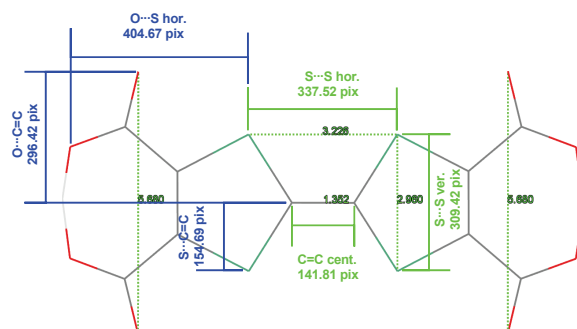 O···S hor.
404.67 pix
S···S hor.
337.52 pix
3.226
O···C=C
296.42 pix
S···C=C
154.69 pix
5.680
1.352
2.960
S···S ver.
309.42 pix
5.680
C=C cent.
141.81 pix